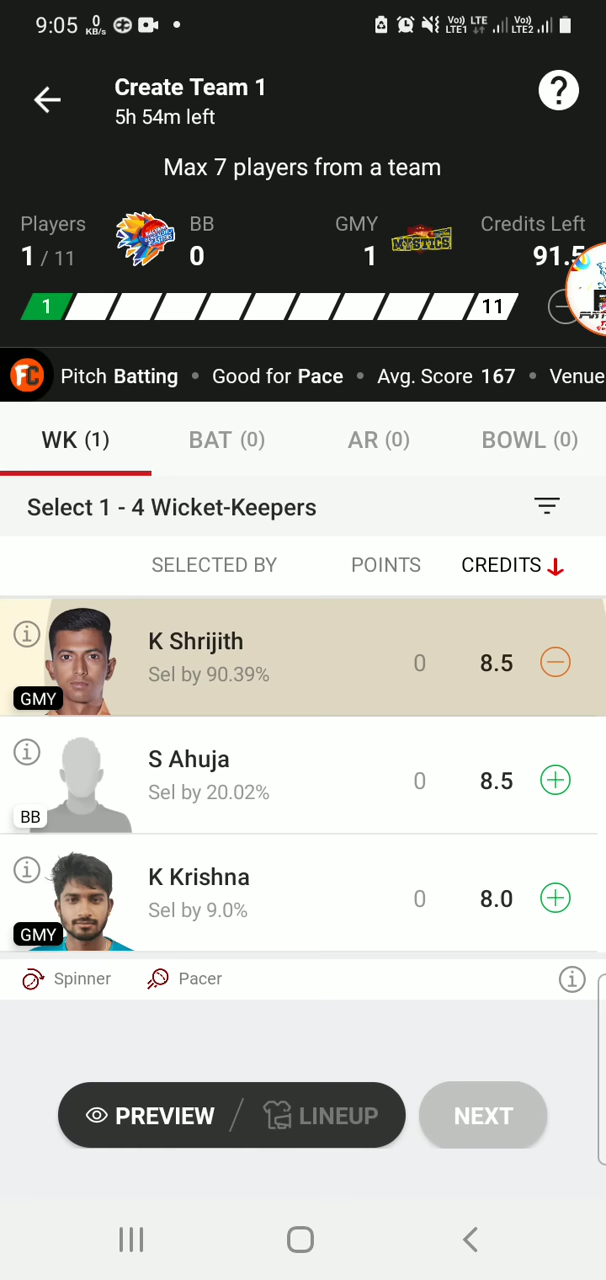 9:05 0 KB/s Vo) LTE LTE1 Vo) LTE2
Create Team 1
5h 54m left
?
Max 7 players from a team
Players BB GMY Credits Left
1 / 11 0 MYSTICS 1 91.5
1 11
FC Pitch Batting • Good for Pace • Avg. Score 167 • Venue
WK (1) BAT (0) AR (0) BOWL (0)
Select 1 - 4 Wicket-Keepers
SELECTED BY POINTS CREDITS
K Shrijith
Sel by 90.39% 0 8.5
GMY
S Ahuja
Sel by 20.02% 0 8.5
BB
K Krishna
Sel by 9.0% 0 8.0
GMY
Spinner Pacer
PREVIEW / LINEUP NEXT